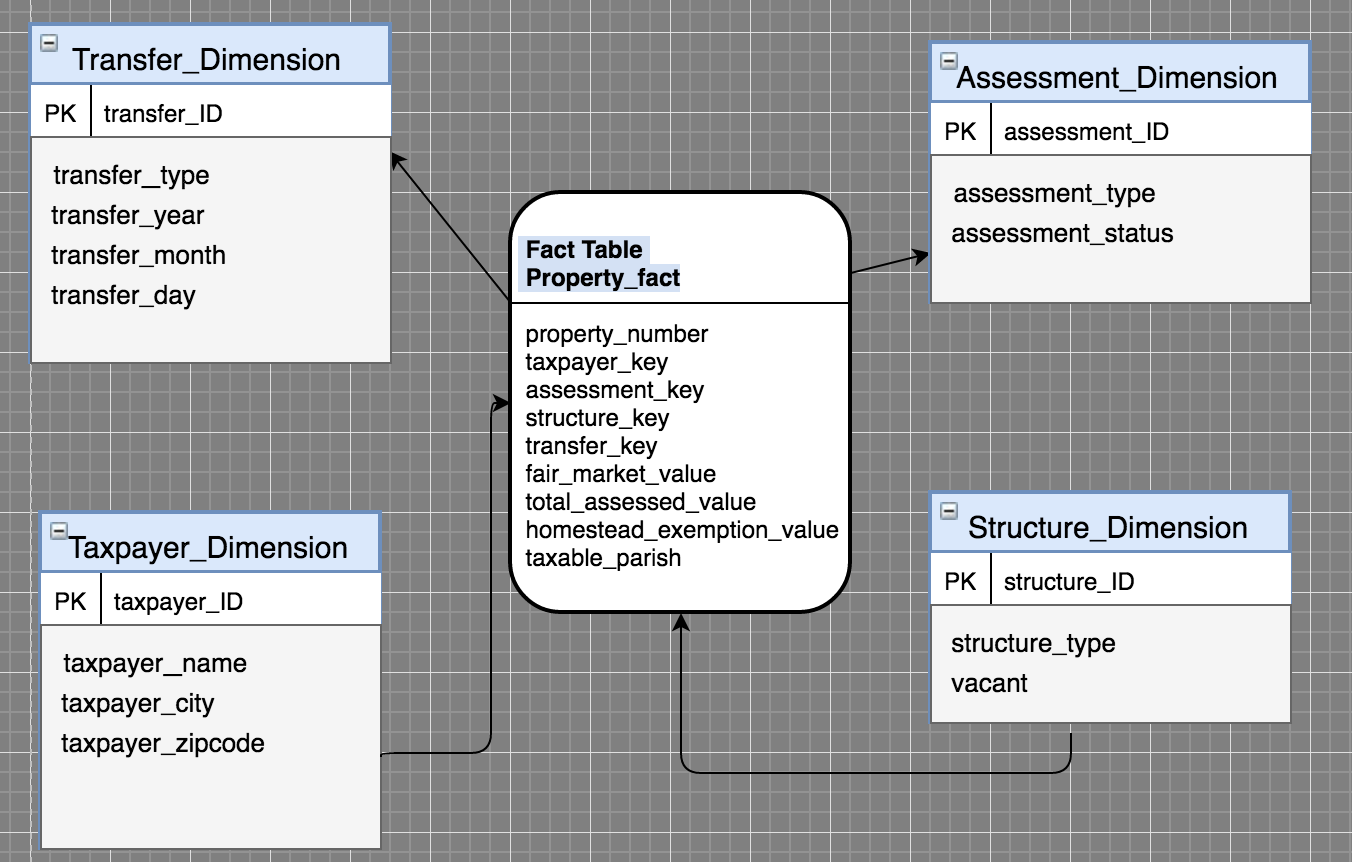 Transfer_Dimension
PK transfer_ID
transfer_type
transfer_year
transfer_month
transfer_day
Assessment_Dimension
PK assessment_ID
assessment_type
assessment_status
Fact Table
Property_fact
property_number
taxpayer_key
assessment_key
structure_key
transfer_key
fair_market_value
total_assessed_value
homestead_exemption_value
taxable_parish
Taxpayer_Dimension
PK taxpayer_ID
taxpayer_name
taxpayer_city
taxpayer_zipcode
Structure_Dimension
PK structure_ID
structure_type
vacant